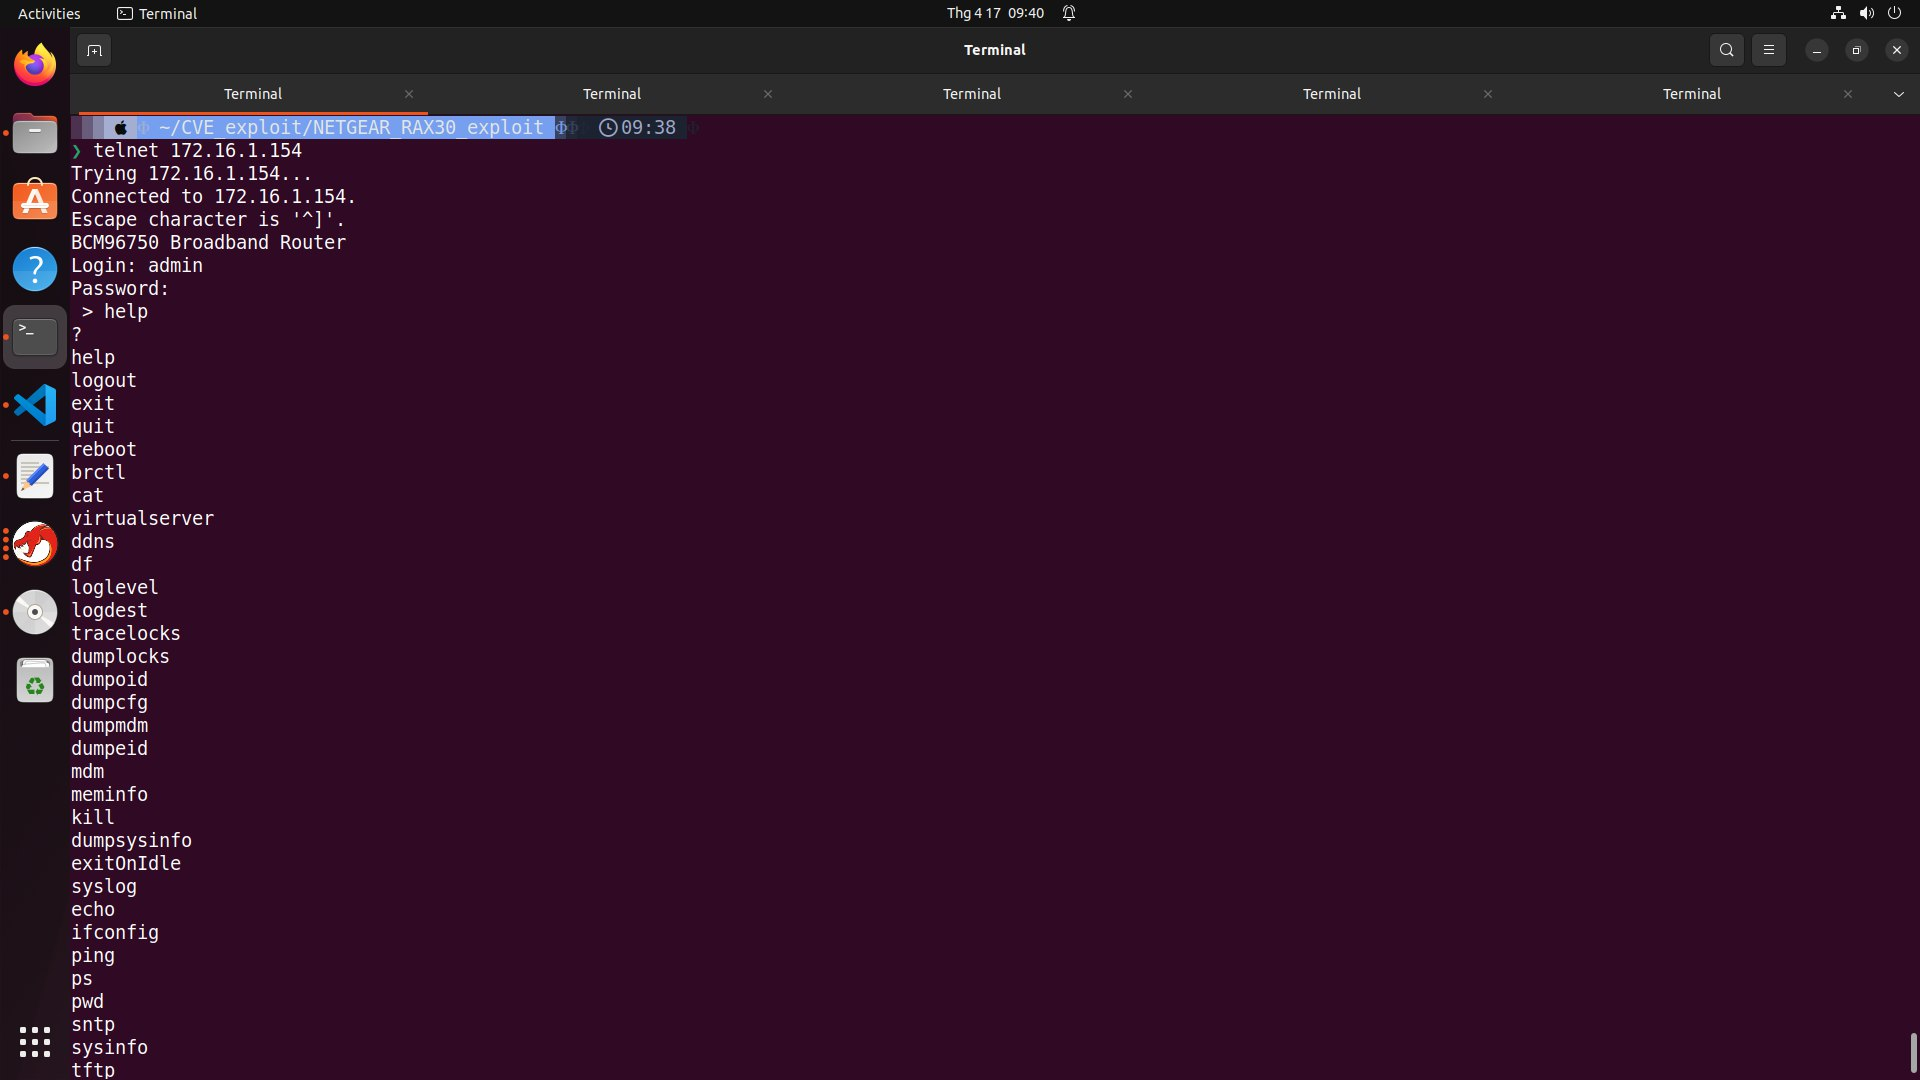 Activities
Terminal
Thg 4 17 09:40
Terminal
Terminal
Terminal
Terminal
Terminal
Terminal
~/CVE_exploit/NETGEAR_RAX30_exploit 09:38
❯ telnet 172.16.1.154
Trying 172.16.1.154...
Connected to 172.16.1.154.
Escape character is '^]'.
BCM96750 Broadband Router
Login: admin
Password:
> help
?
help
logout
exit
quit
reboot
brctl
cat
virtualserver
ddns
df
loglevel
logdest
tracelocks
dumplocks
dumpoid
dumpcfg
dumpmdm
dumpeid
mdm
meminfo
kill
dumpsysinfo
exitOnIdle
syslog
echo
ifconfig
ping
ps
pwd
sntp
sysinfo
tftp